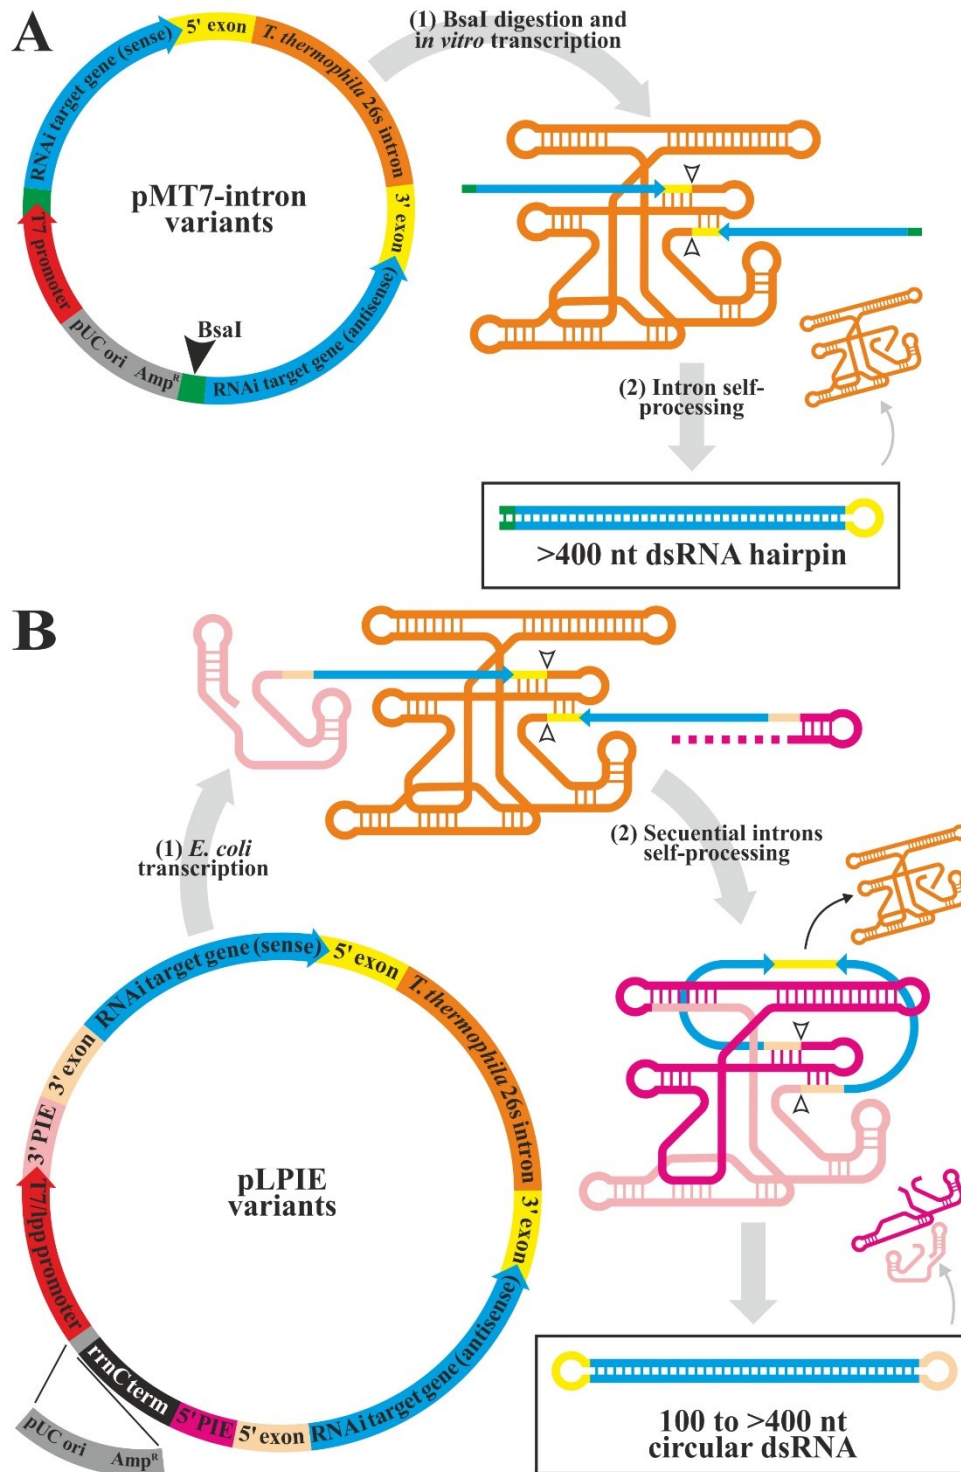 A
(1) BsaI digestion and
in vitro transcription
5' exon
T. thermophila 26s intron
3' exon
RNAi target gene (antisense)
BsaI
Amp^R
pUC ori
T7 promoter
RNAi target gene (sense)
pMT7-intron
variants
(2) Intron self-
processing
>400 nt dsRNA hairpin
B
(1) E. coli
transcription
(2) Secuential introns
self-processing
RNAi target gene (sense)
5' exon
T. thermophila 26s intron
3' exon
RNAi target gene (antisense)
5' exon
5' PIE
rrnC term
pUC ori
Amp^R
T7/lpp promoter
3' PIE
3' exon
pLPIE
variants
100 to >400 nt
circular dsRNA